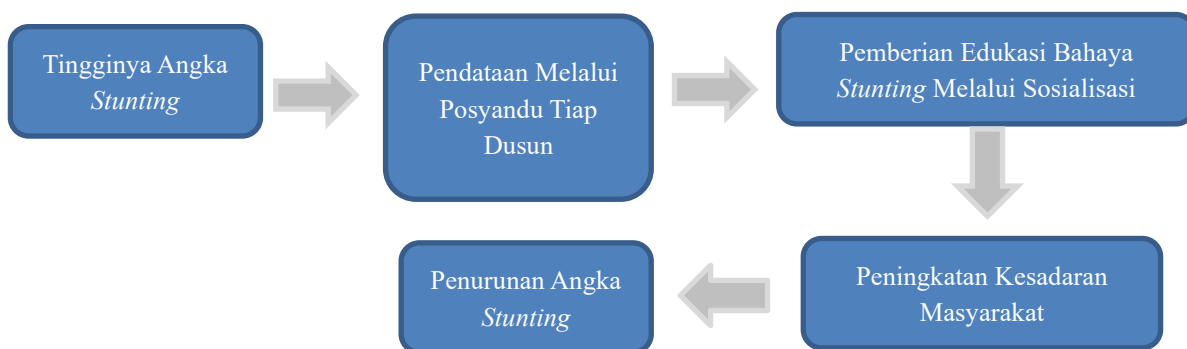 Tingginya Angka
Stunting
Pendataan Melalui
Posyandu Tiap
Dusun
Pemberian Edukasi Bahaya
Stunting Melalui Sosialisasi
Peningkatan Kesadaran
Masyarakat
Penurunan Angka
Stunting